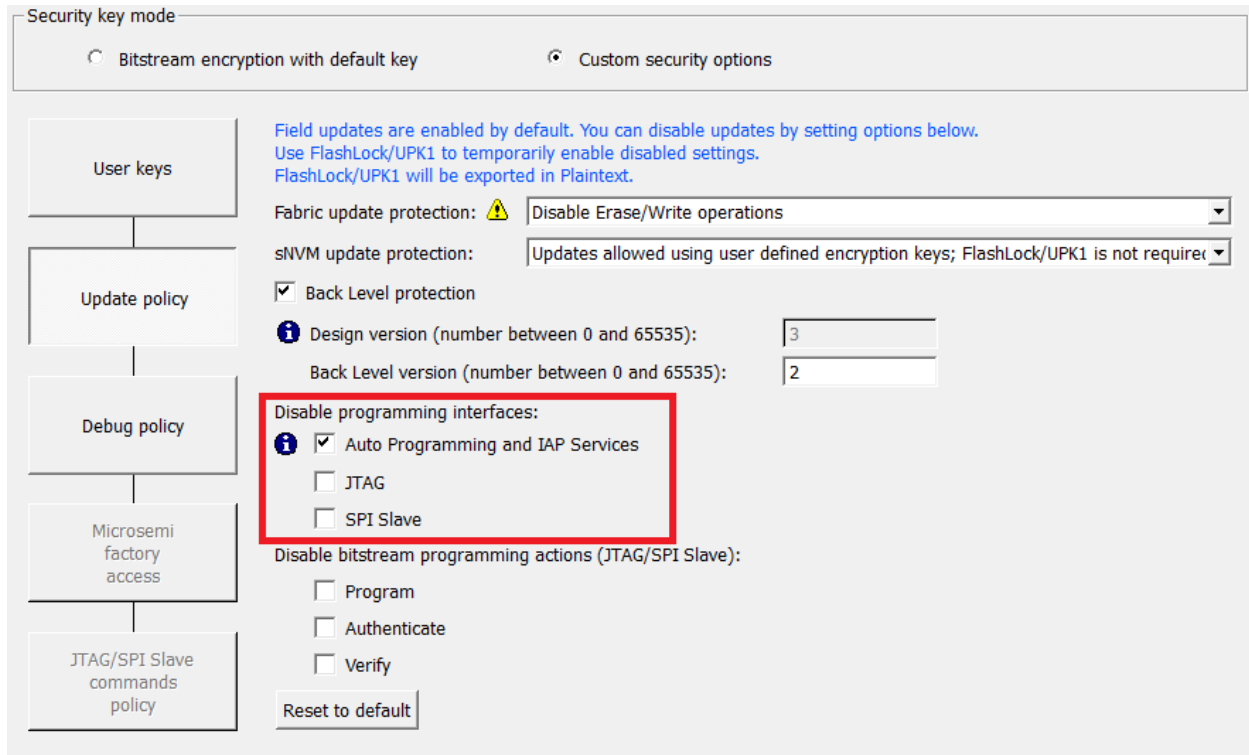 Security key mode
Bitstream encryption with default key
Custom security options
User keys
Update policy
Debug policy
Microsemi
factory
access
JTAG/SPI Slave
commands
policy
Field updates are enabled by default. You can disable updates by setting options below.
Use FlashLock/UPK1 to temporarily enable disabled settings.
FlashLock/UPK1 will be exported in Plaintext.
Fabric update protection: Disable Erase/Write operations
sNVM update protection: Updates allowed using user defined encryption keys; FlashLock/UPK1 is not
Back Level protection
Design version (number between 0 and 65535): 3
Back Level version (number between 0 and 65535): 2
Disable programming interfaces:
Auto Programming and IAP Services
JTAG
SPI Slave
Disable bitstream programming actions (JTAG/SPI Slave):
Program
Authenticate
Verify
Reset to default